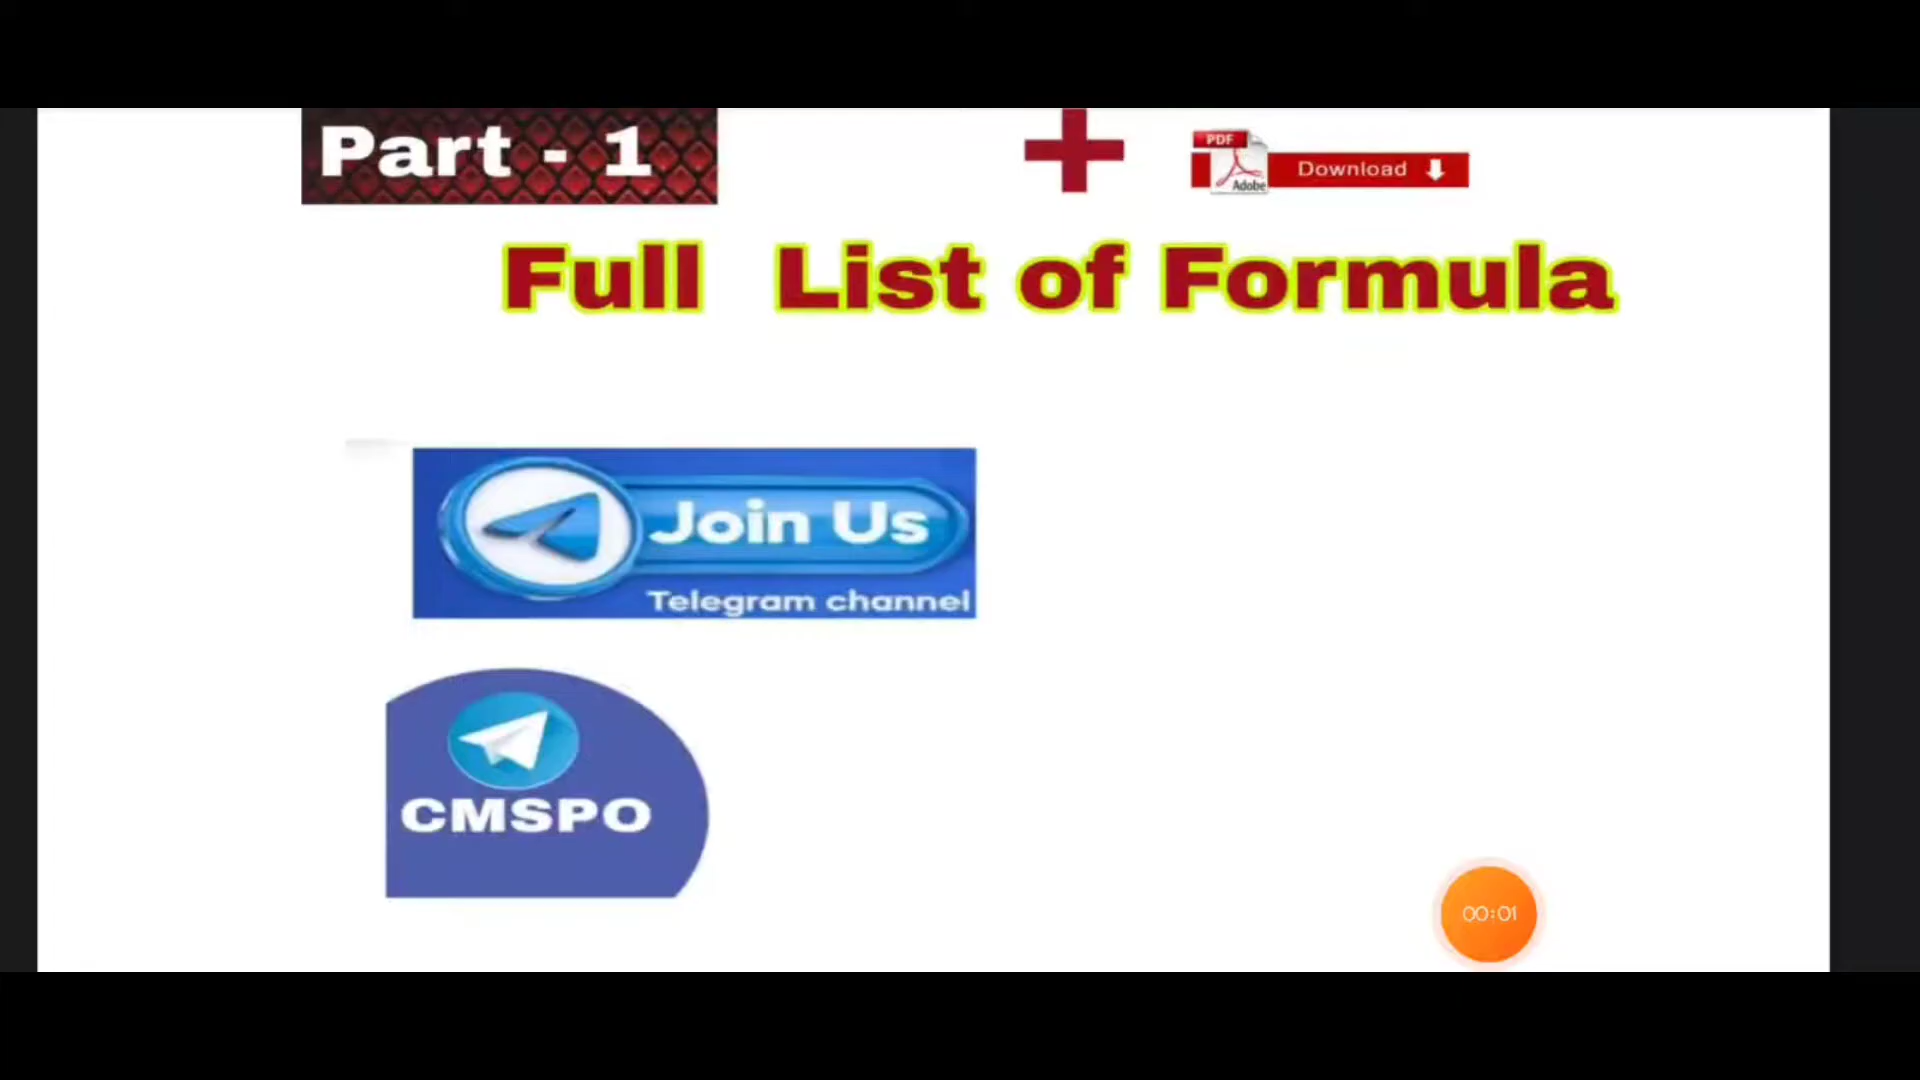 Part - 1
PDF
Adobe
Download
Full List of Formula
Join Us
Telegram channel
CMSPO
00:01